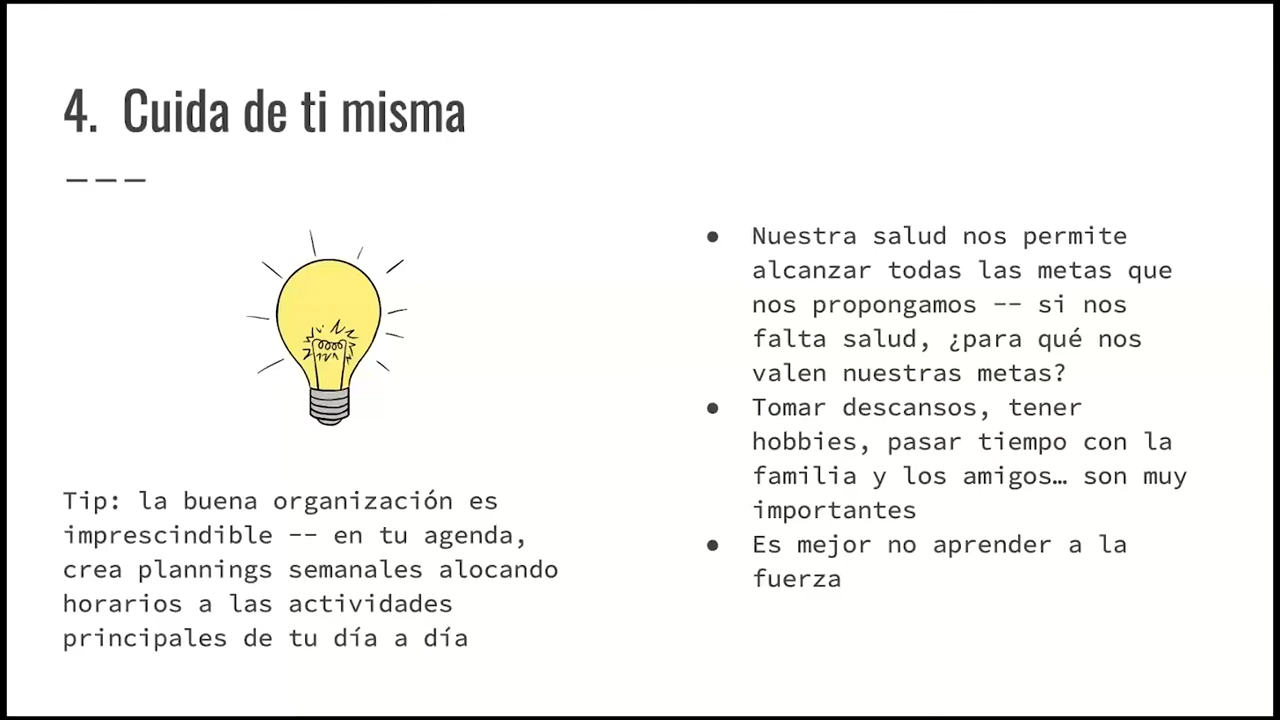 4. Cuida de ti misma
Tip: la buena organización es
imprescindible -- en tu agenda,
crea plannings semanales alocando
horarios a las actividades
principales de tu día a día
● Nuestra salud nos permite
alcanzar todas las metas que
nos propongamos -- si nos
falta salud, ¿para qué nos
valen nuestras metas?
● Tomar descansos, tener
hobbies, pasar tiempo con la
familia y los amigos… son muy
importantes
● Es mejor no aprender a la
fuerza